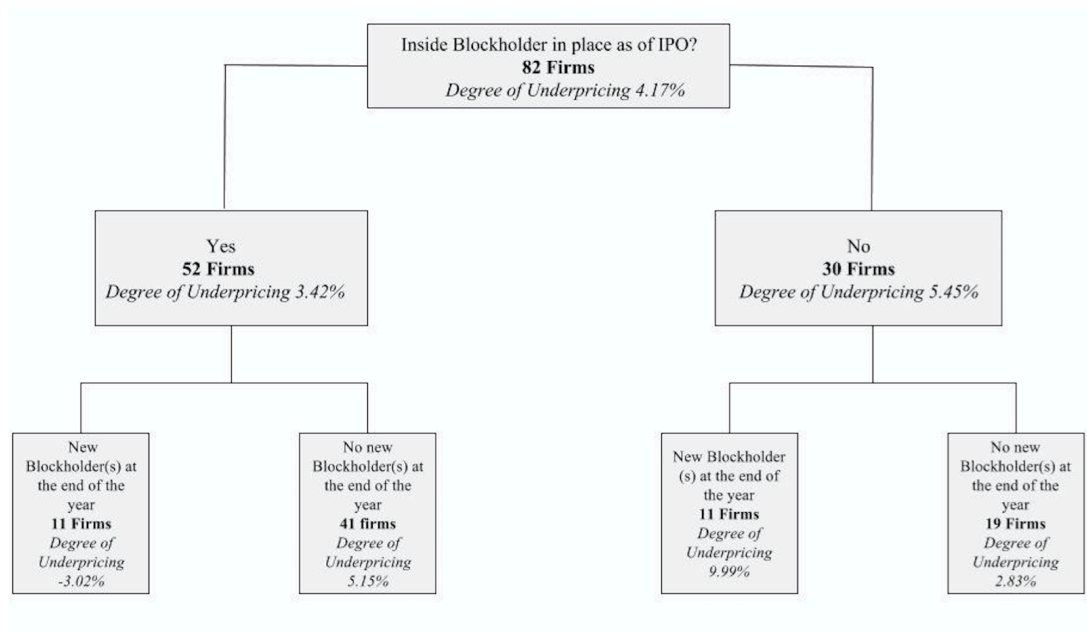 Inside Blockholder in place as of IPO?
82 Firms
Degree of Underpricing 4.17%
Yes
52 Firms
Degree of Underpricing 3.42%
No
30 Firms
Degree of Underpricing 5.45%
New
Blockholder(s) at
the end of the
year
11 Firms
Degree of
Underpricing
-3.02%
No new
Blockholder(s) at
the end of the
year
41 firms
Degree of
Underpricing
5.15%
New Blockholder
(s) at the end of
the year
11 Firms
Degree of
Underpricing
9.99%
No new
Blockholder(s) at
the end of the
year
19 Firms
Degree of
Underpricing
2.83%